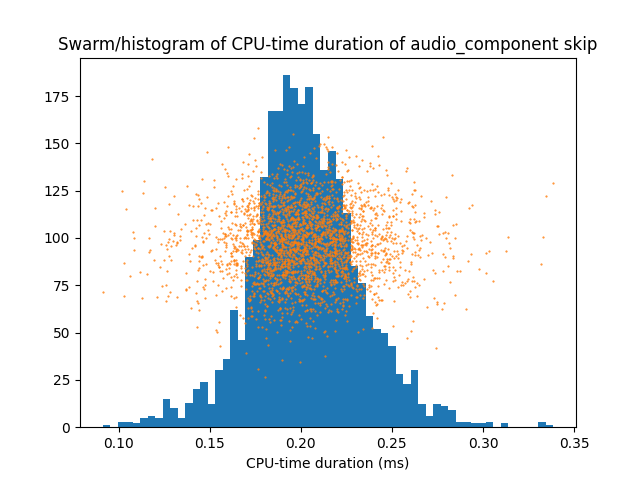 Swarm/histogram of CPU-time duration of audio_component skip
175
150
125
100
75
50
25
0
0.10 0.15 0.20 0.25 0.30 0.35
CPU-time duration (ms)